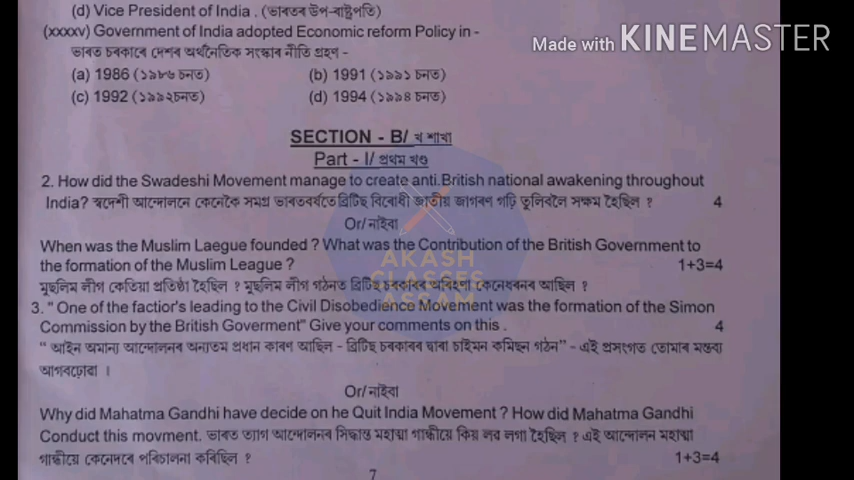 (d) Vice President of India . (ভাৰতৰ উপ-ৰাষ্ট্ৰপতি)
Made with KINEMASTER
(xxxxv) Government of India adopted Economic reform Policy in -
ভাৰত চৰকাৰে দেশৰ অৰ্থনৈতিক সংস্কাৰ নীতি গ্ৰহণ -
(a) 1986 (১৯৮৬ চনত) (b) 1991 (১৯৯১ চনত)
(c) 1992 (১৯৯২চনত) (d) 1994 (১৯৯৪ চনত)
SECTION - B/ খ শাখা
Part - I/ প্ৰথম খণ্ড
2. How did the Swadeshi Movement manage to create anti.British national awakening throughout
India? স্বদেশী আন্দোলনে কেনেকৈ সমগ্ৰ ভাৰতবৰ্ষতে ব্ৰিটিছ বিৰোধী জাতীয় জাগৰণ গঢ়ি তুলিবলৈ সক্ষম হৈছিল ? 4
Or/নাইবা
When was the Muslim Laegue founded ? What was the Contribution of the British Government to
the formation of the Muslim League ? 1+3=4
মুছলিম লীগ কেতিয়া প্ৰতিষ্ঠা হৈছিল ? মুছলিম লীগ গঠনত ব্ৰিটিছ চৰকাৰৰ অৰিহণা কেনেধৰনৰ আছিল ?
AKASH
CLASSES
ASSAM
3. " One of the factior's leading to the Civil Disobedience Movement was the formation of the Simon
Commission by the British Goverment" Give your comments on this . 4
" আইন অমান্য আন্দোলনৰ অন্যতম প্ৰধান কাৰণ আছিল - ব্ৰিটিছ চৰকাৰৰ দ্বাৰা চাইমন কমিছন গঠন" - এই প্ৰসংগত তোমাৰ মন্তব্য
আগবঢ়োৱা ।
Or/নাইবা
Why did Mahatma Gandhi have decide on he Quit India Movement ? How did Mahatma Gandhi
Conduct this movment. ভাৰত ত্যাগ আন্দোলনৰ সিদ্ধান্ত মহাত্মা গান্ধীয়ে কিয় লব লগা হৈছিল ? এই আন্দোলন মহাত্মা
গান্ধীয়ে কেনেদৰে পৰিচালনা কৰিছিল ? 1+3=4
7